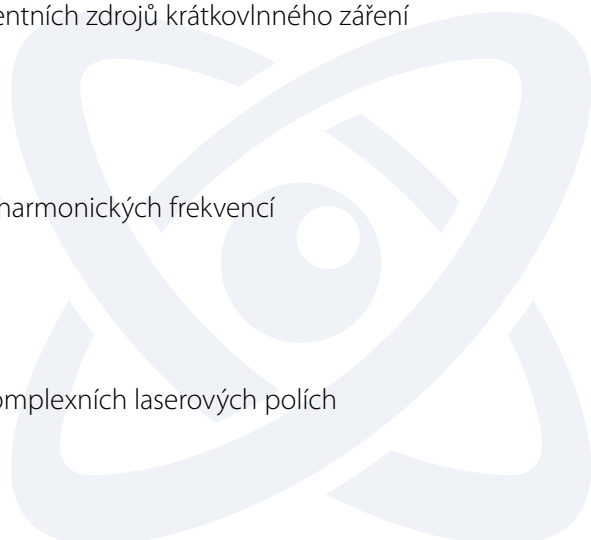 entních zdrojů krátkovlnného záření
harmonických frekvencí
omplexních laserových polích